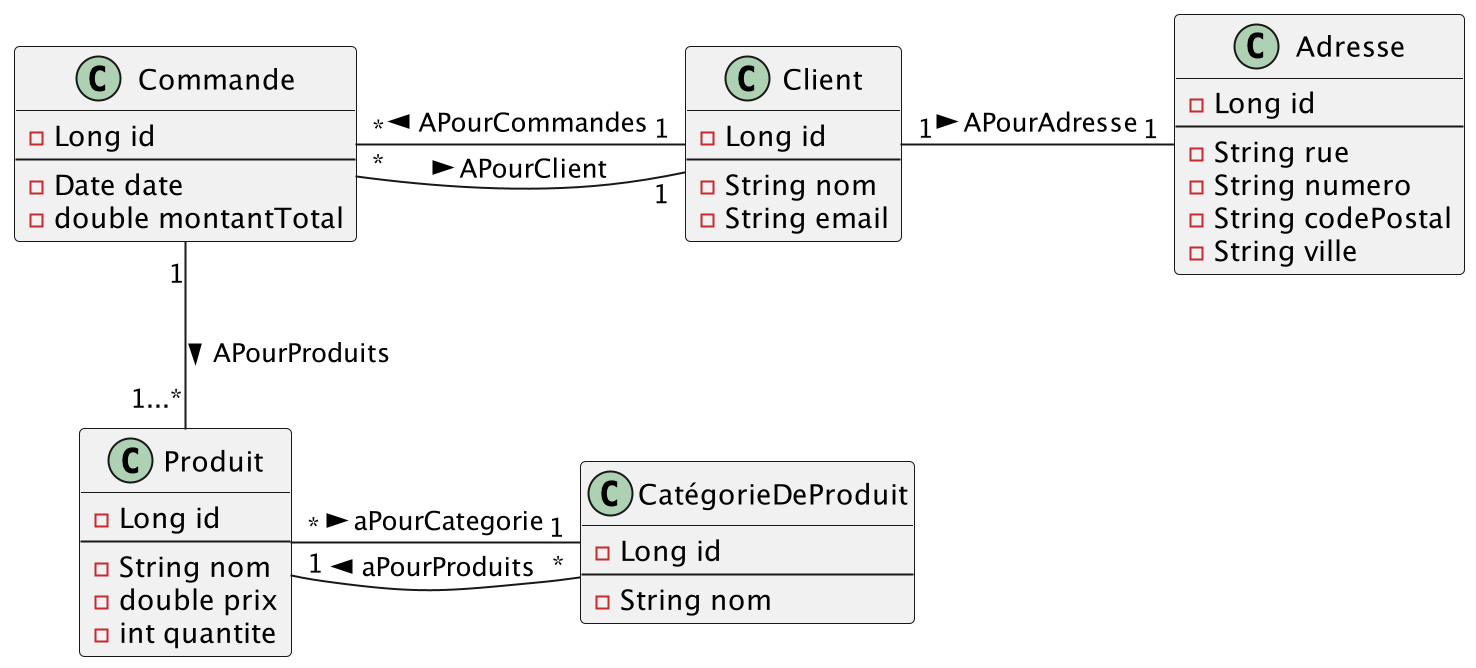 C Commande
Long id
Date date
double montantTotal
* APourCommandes 1
* APourClient 1
C Client
Long id
String nom
String email
1 APourAdresse 1
C Adresse
Long id
String rue
String numero
String codePostal
String ville
1
APourProduits
1...*
C Produit
Long id
String nom
double prix
int quantite
* aPourCategorie 1
1 aPourProduits *
C CatégorieDeProduit
Long id
String nom